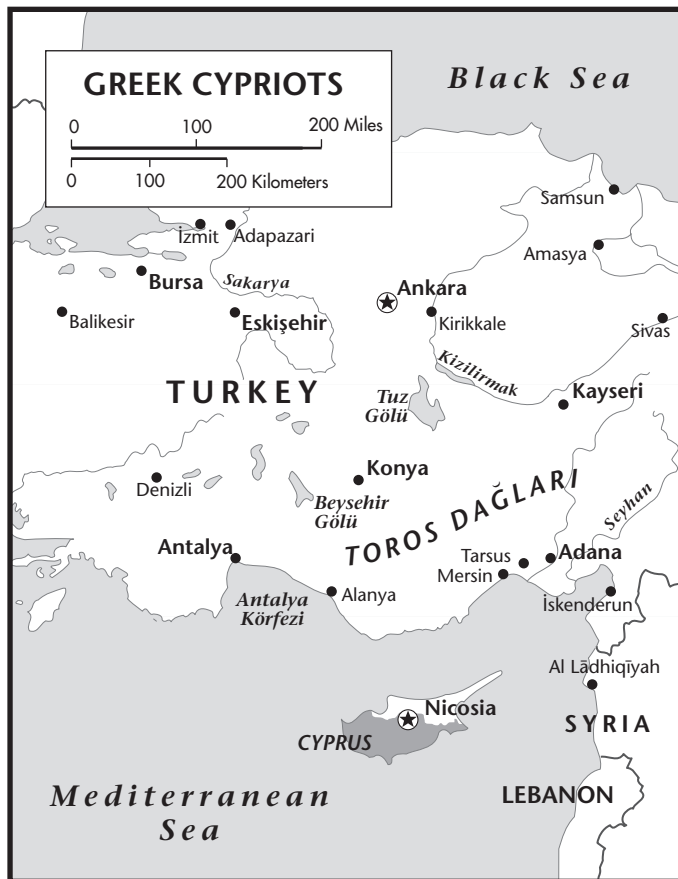 GREEK CYPRIOTS
0 100 200 Miles
0 100 200 Kilometers
Black Sea
Samsun
İzmit
Adapazari
Amasya
Bursa
Sakarya
Ankara
Balikesir
Eskişehir
Kirikkale
Sivas
Kizilirmak
TURKEY
Tuz
Gölü
Kayseri
Konya
Denizli
Beysehir
Gölü
TOROS DAĞLARI
Seyhan
Antalya
Tarsus
Adana
Mersin
Antalya
Körfezi
Alanya
İskenderun
Al Lādhiqīyah
Nicosia
SYRIA
CYPRUS
Mediterranean
Sea
LEBANON